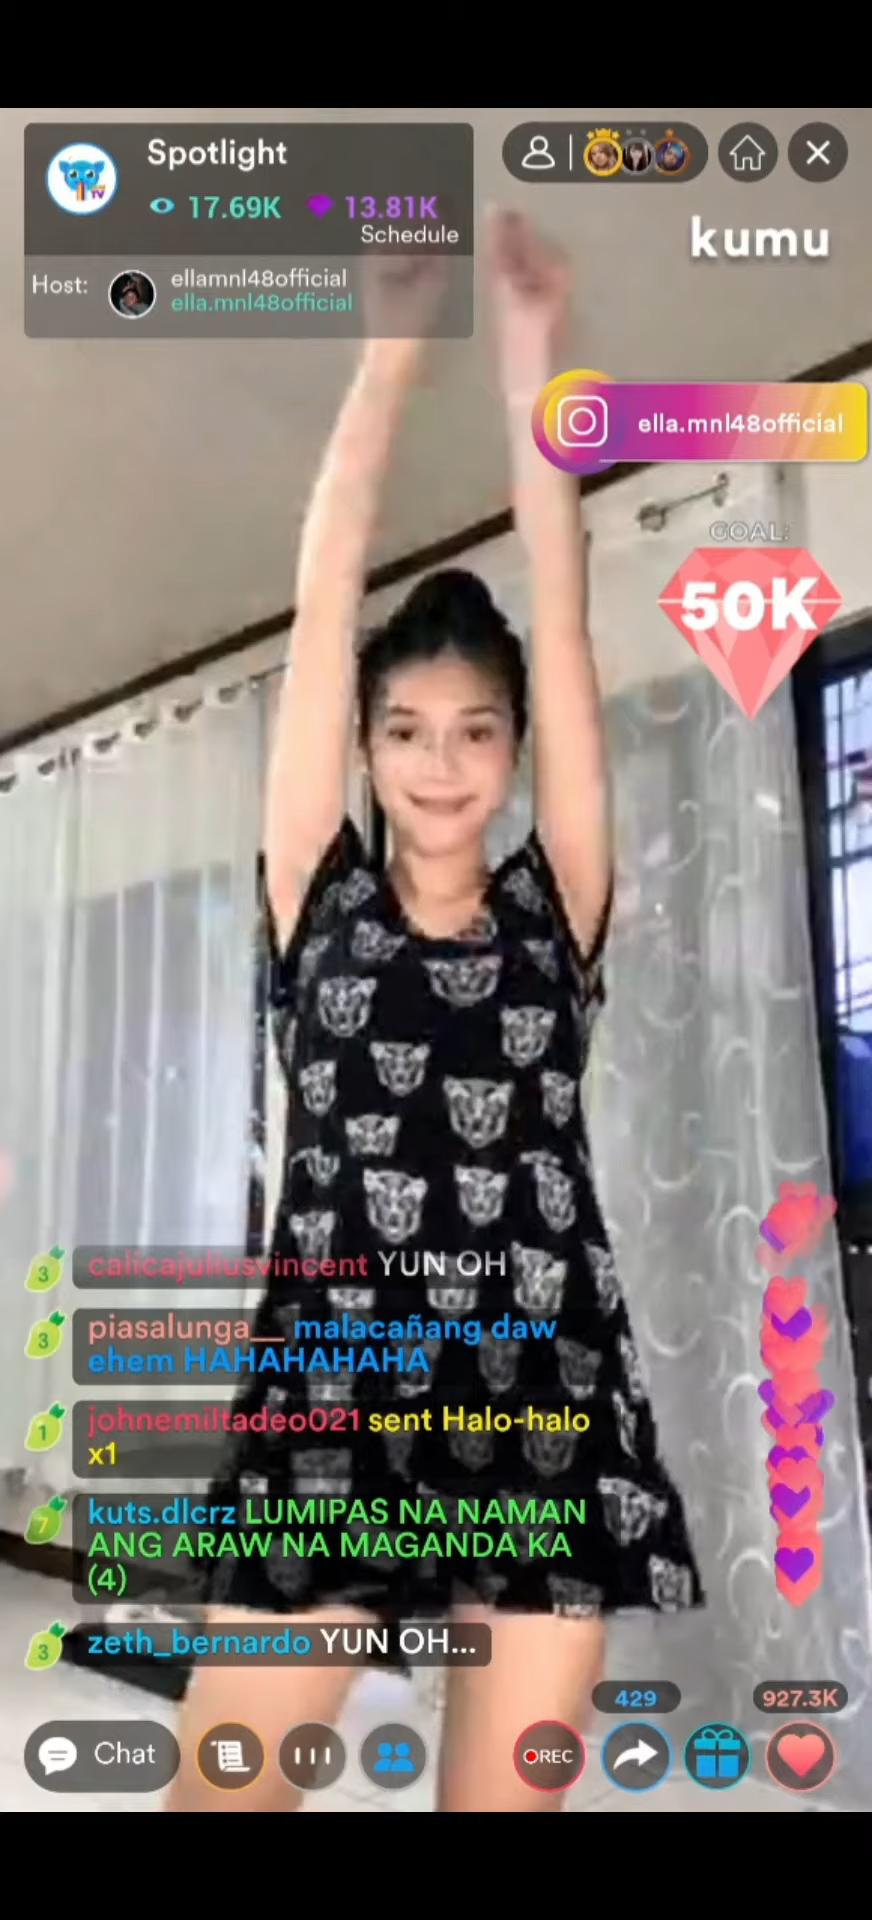 Spotlight
17.69K 13.81K
Schedule
Host: ellamnl48official
ella.mnl48official
kumu
ella.mnl48official
GOAL:
50K
TV
3 calicajuliusvincent YUN OH
3 piasalunga__ malacañang daw
ehem HAHAHAHAHA
1 johnemiltadeo021 sent Halo-halo
x1
7 kuts.dlcrz LUMIPAS NA NAMAN
ANG ARAW NA MAGANDA KA
(4)
3 zeth_bernardo YUN OH...
429 927.3K
Chat REC